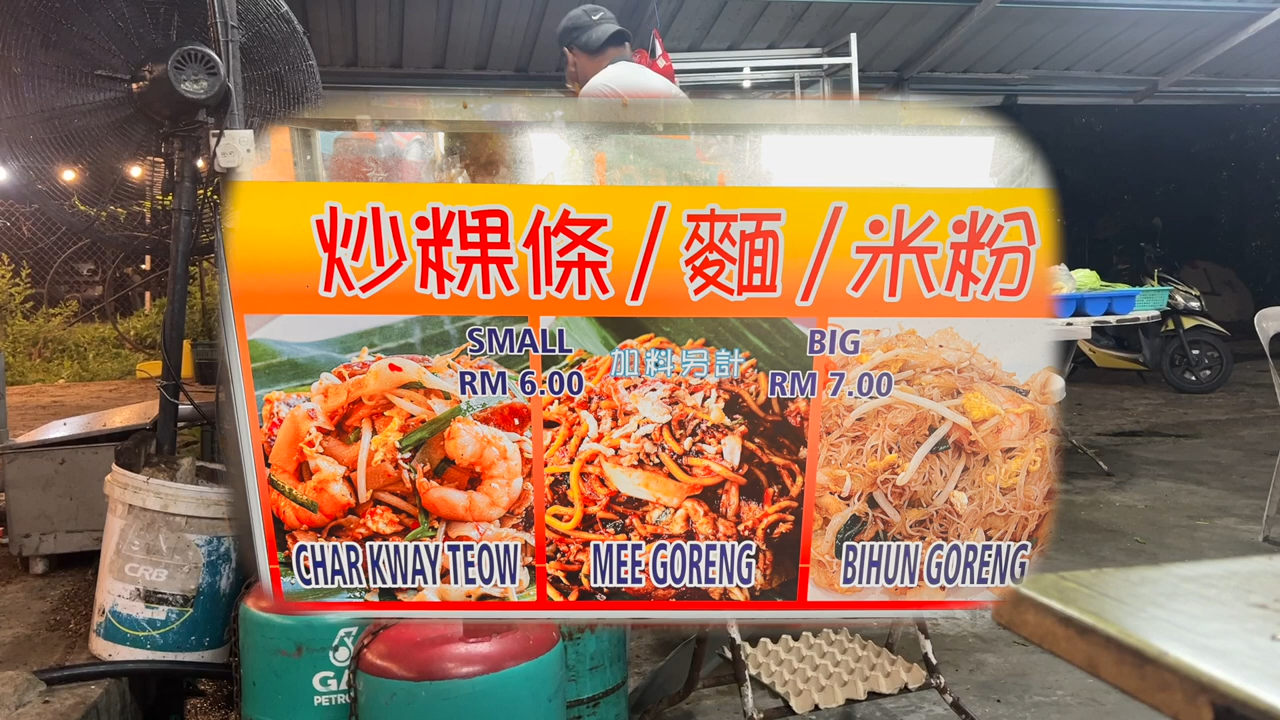 炒粿條/麵/米粉
SMALL
RM 6.00
加料另計
BIG
RM 7.00
CHAR KWAY TEOW
MEE GORENG
BIHUN GORENG
CRB